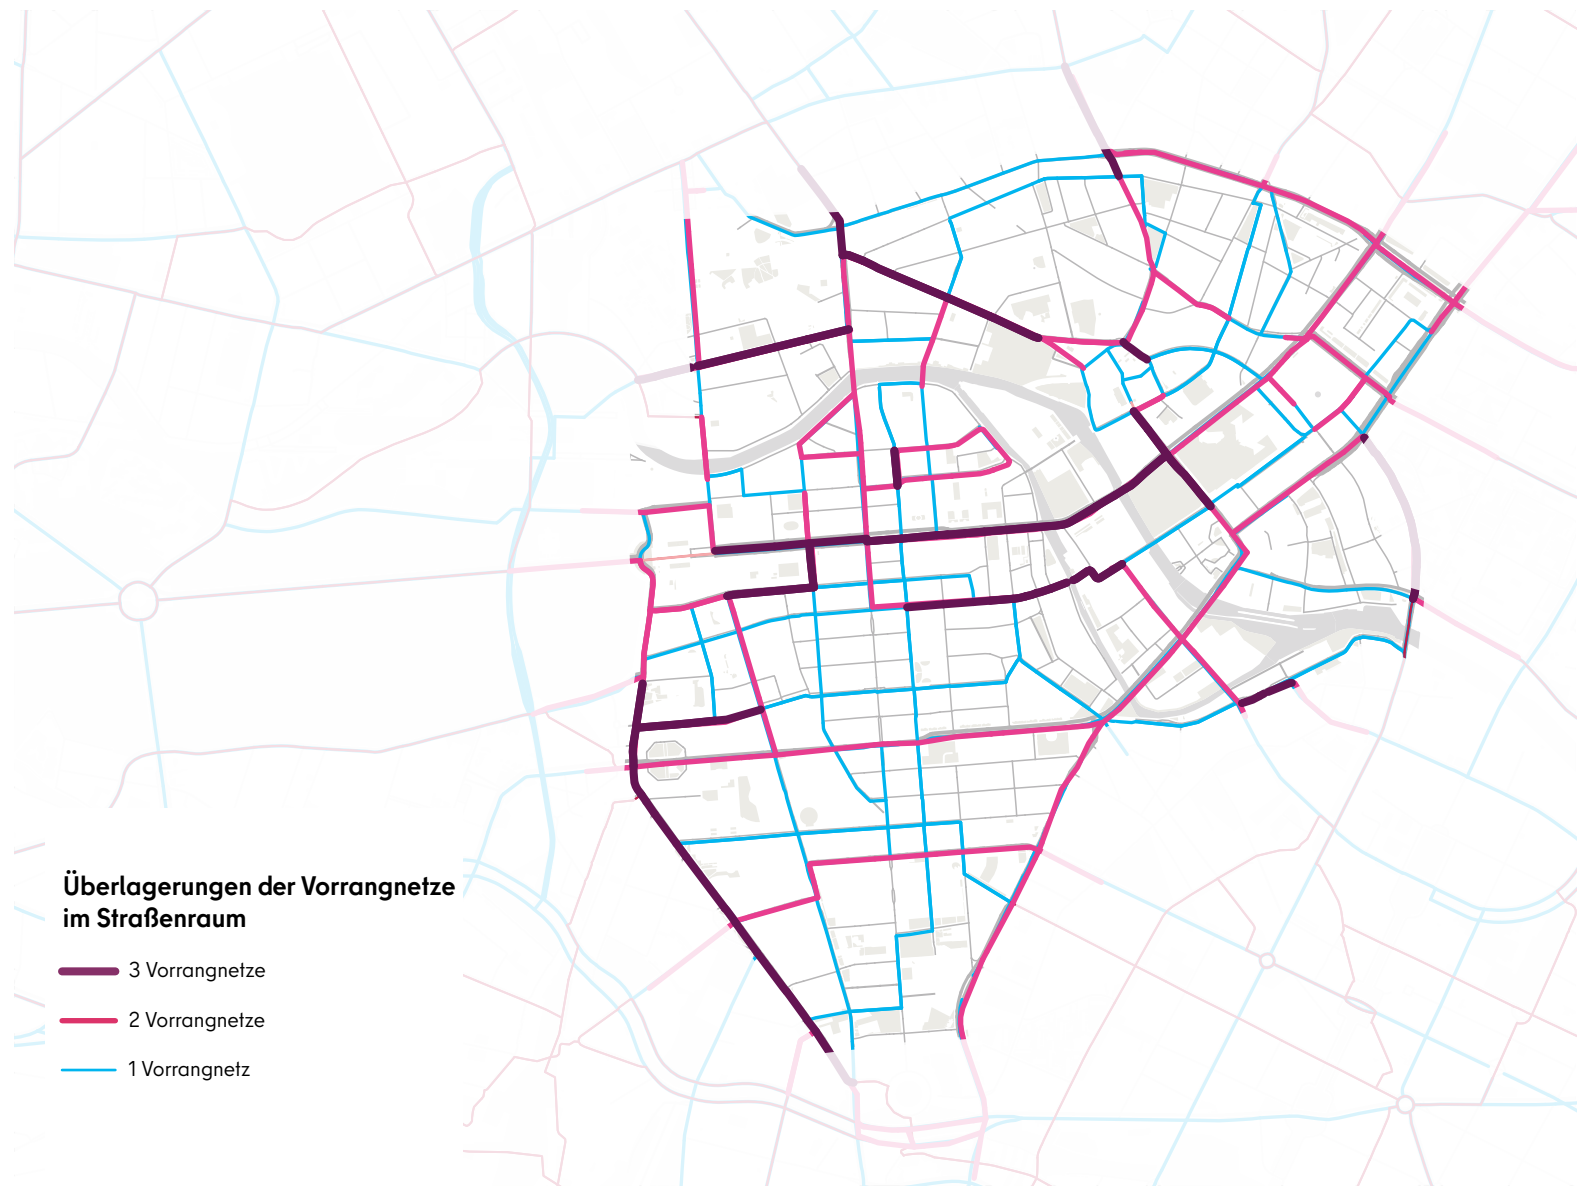 Überlagerungen der Vorrangnetze
im Straßenraum
3 Vorrangnetze
2 Vorrangnetze
1 Vorrangnetz